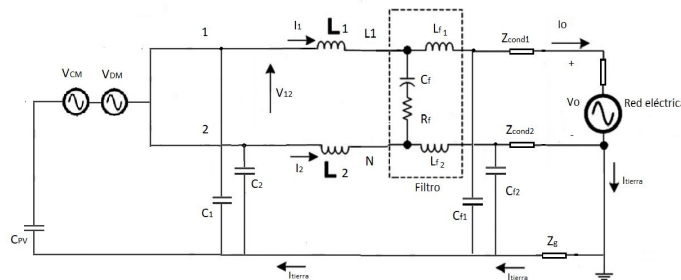 1
I1
L1
L1
Lf1
Zcond1
Io
VCM
VDM
V12
Cf
Rf
+
Vo
Red eléctric
2
I2
L2
N
Lf2
Zcond2
-
Filtro
C2
C1
Cf1
Cf2
Itierra
CPV
Zg
Itierra
Itierra